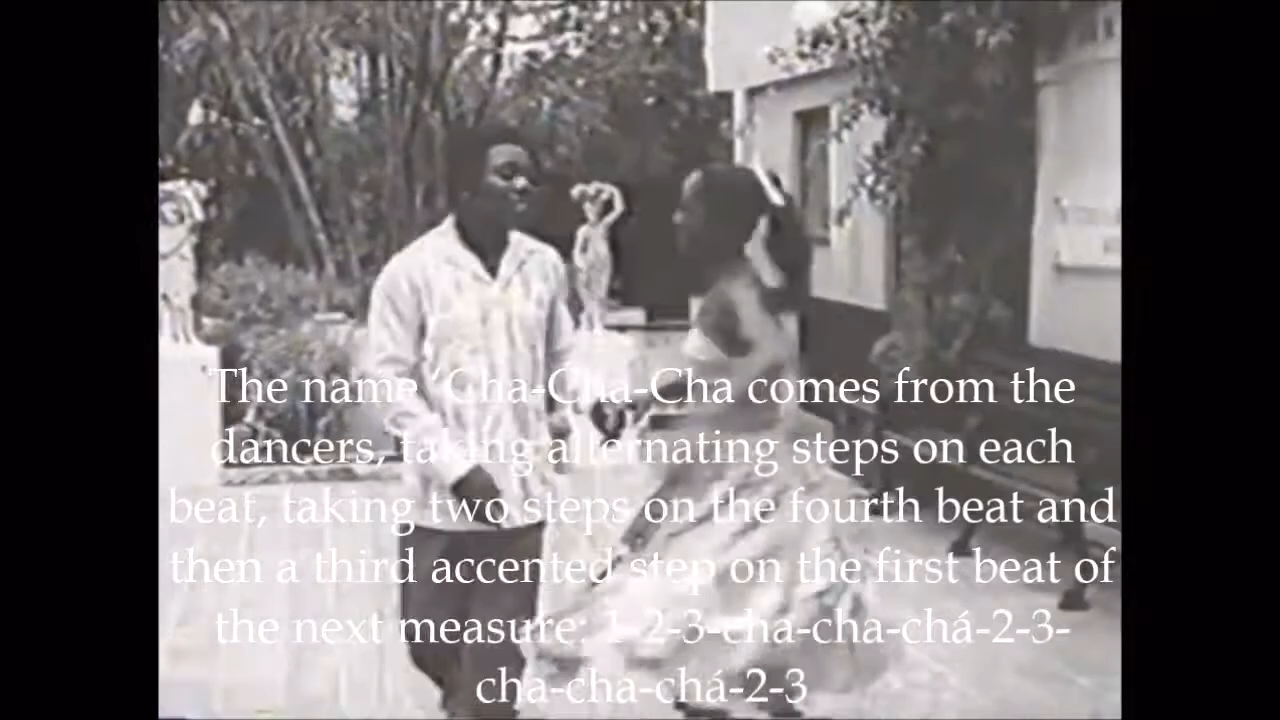 The name ‘Cha-Cha-Cha comes from the
dancers, taking alternating steps on each
beat, taking two steps on the fourth beat and
then a third accented step on the first beat of
the next measure: 1-2-3-cha-cha-chá-2-3-
cha-cha-chá-2-3